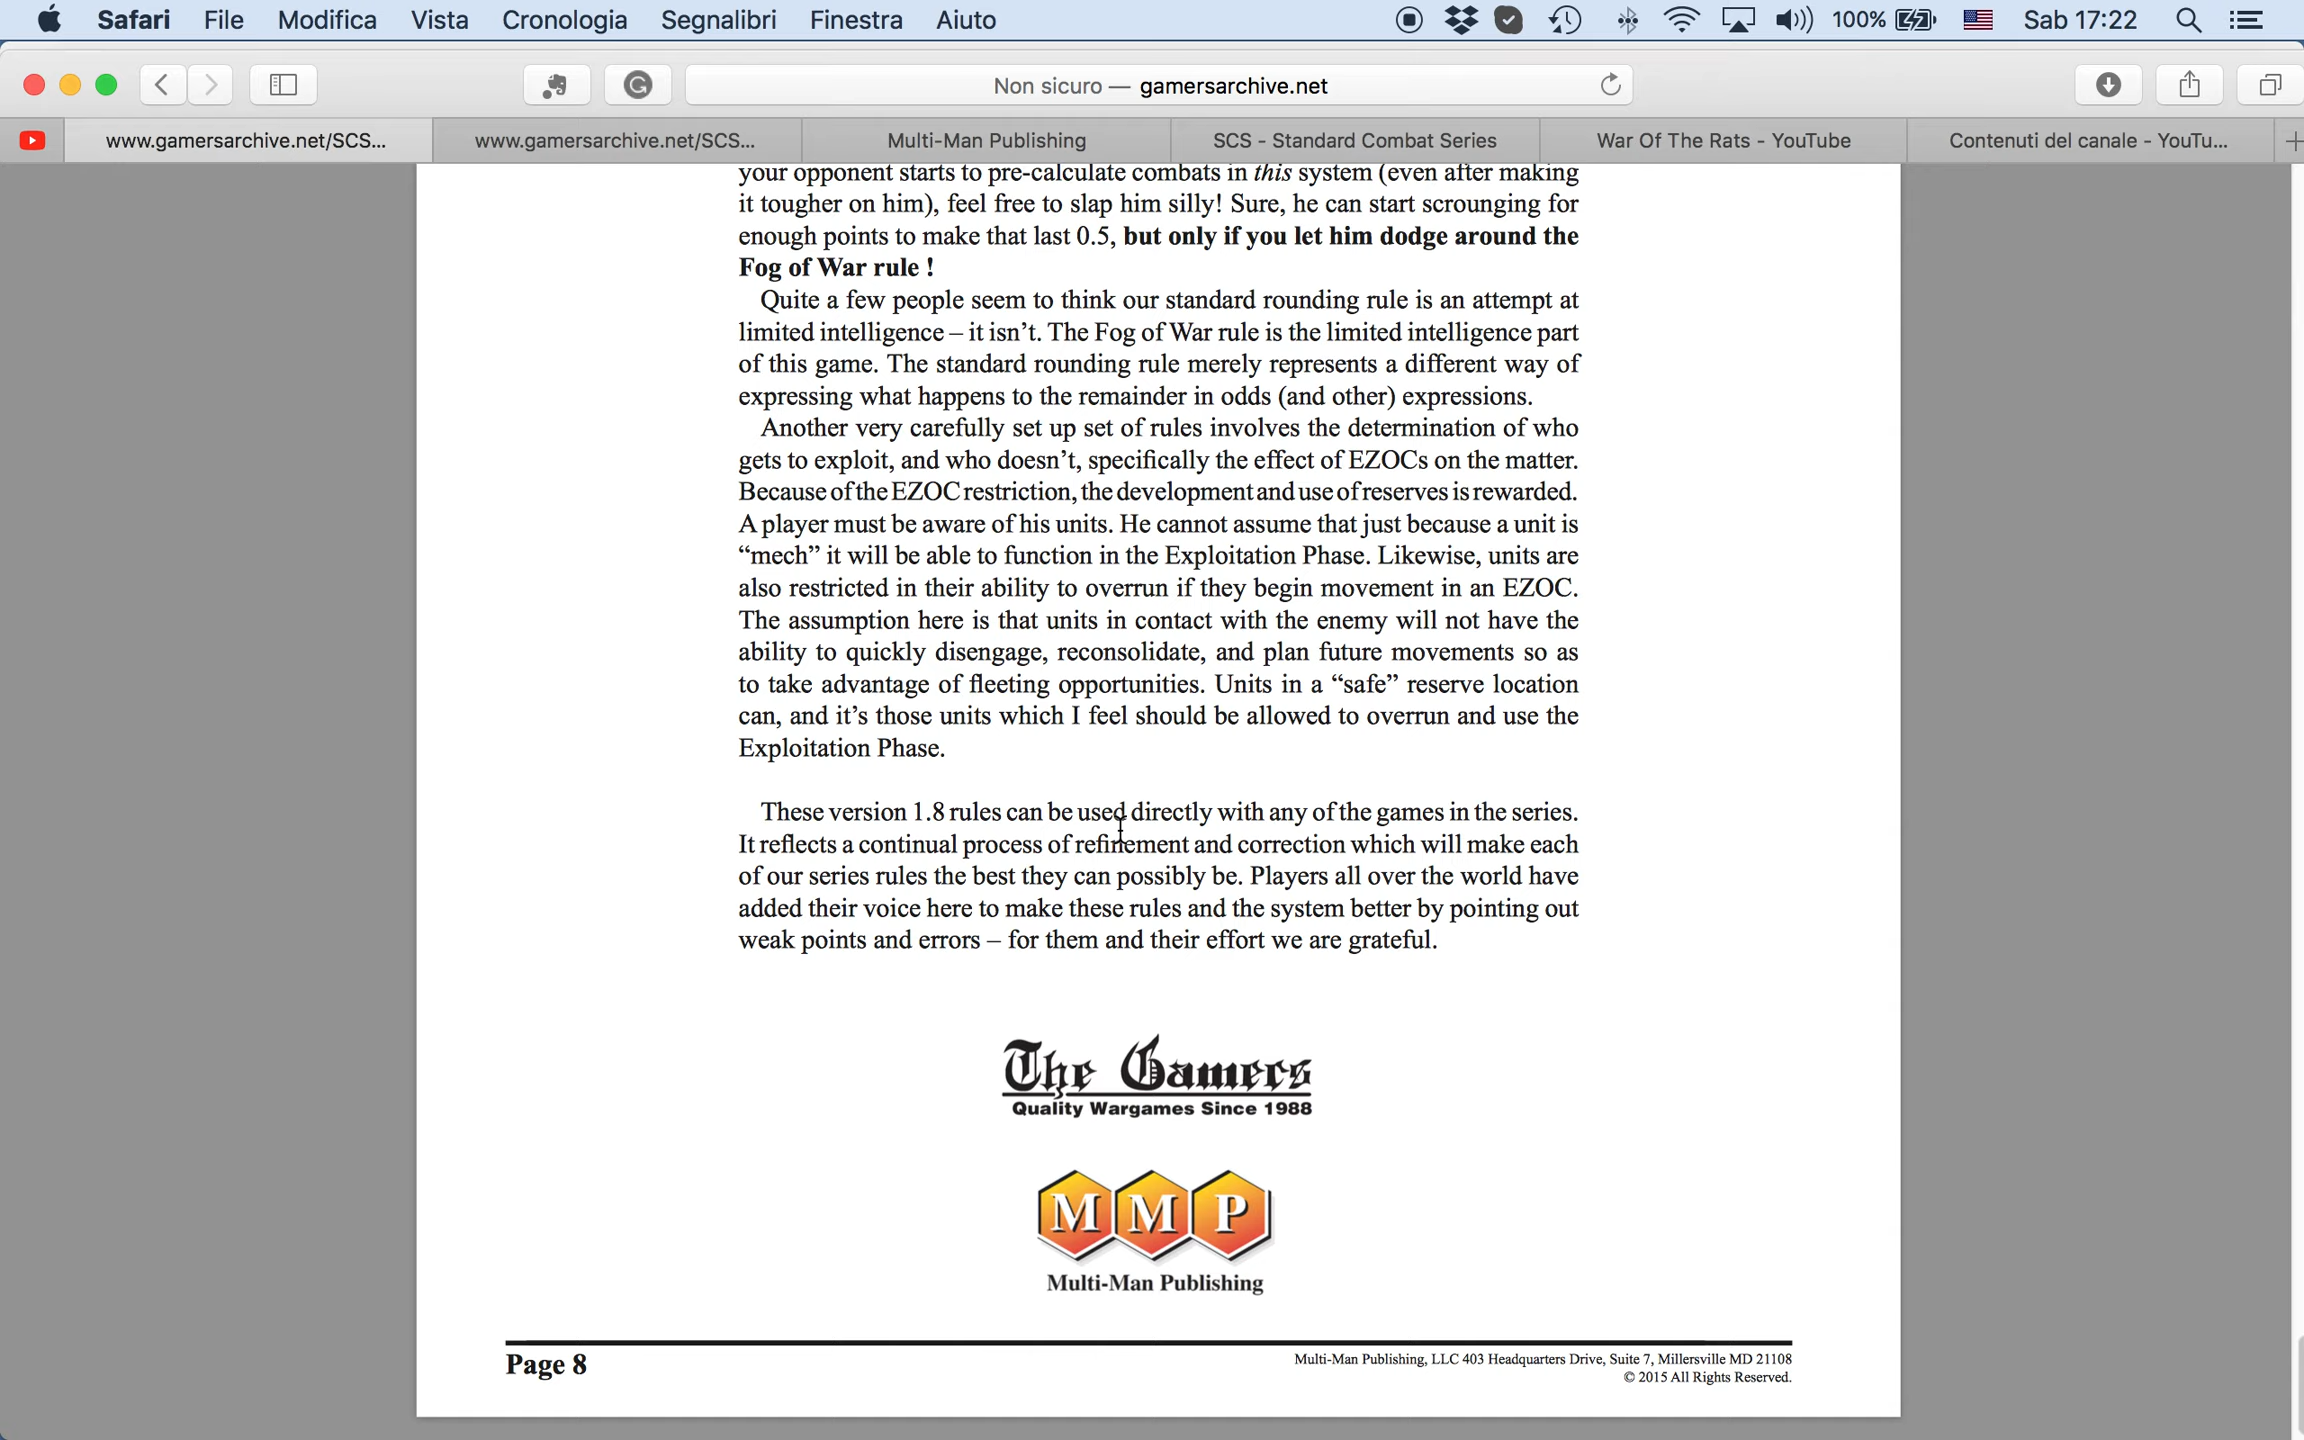 Safari File Modifica Vista Cronologia Segnalibri Finestra Aiuto 100% Sab 17:22
Non sicuro — gamersarchive.net
www.gamersarchive.net/SCS... www.gamersarchive.net/SCS... Multi-Man Publishing SCS - Standard Combat Series War Of The Rats - YouTube Contenuti del canale - YouTu...
your opponent starts to pre-calculate combats in this system (even after making
it tougher on him), feel free to slap him silly! Sure, he can start scrounging for
enough points to make that last 0.5, but only if you let him dodge around the
Fog of War rule !
Quite a few people seem to think our standard rounding rule is an attempt at
limited intelligence – it isn’t. The Fog of War rule is the limited intelligence part
of this game. The standard rounding rule merely represents a different way of
expressing what happens to the remainder in odds (and other) expressions.
Another very carefully set up set of rules involves the determination of who
gets to exploit, and who doesn’t, specifically the effect of EZOCs on the matter.
Because of the EZOC restriction, the development and use of reserves is rewarded.
A player must be aware of his units. He cannot assume that just because a unit is
“mech” it will be able to function in the Exploitation Phase. Likewise, units are
also restricted in their ability to overrun if they begin movement in an EZOC.
The assumption here is that units in contact with the enemy will not have the
ability to quickly disengage, reconsolidate, and plan future movements so as
to take advantage of fleeting opportunities. Units in a “safe” reserve location
can, and it’s those units which I feel should be allowed to overrun and use the
Exploitation Phase.
These version 1.8 rules can be used directly with any of the games in the series.
It reflects a continual process of refinement and correction which will make each
of our series rules the best they can possibly be. Players all over the world have
added their voice here to make these rules and the system better by pointing out
weak points and errors – for them and their effort we are grateful.
The Gamers
Quality Wargames Since 1988
MMP
Multi-Man Publishing
Page 8
Multi-Man Publishing, LLC 403 Headquarters Drive, Suite 7, Millersville MD 21108
© 2015 All Rights Reserved.